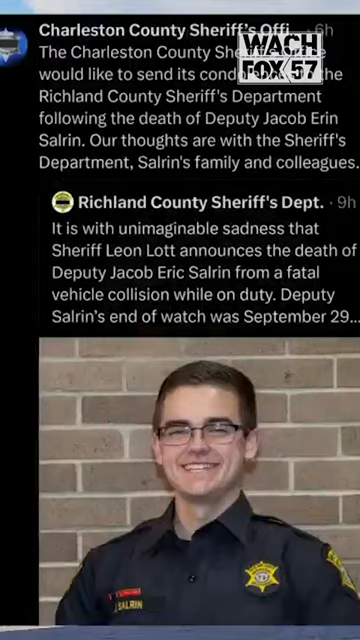 Charleston County Sheriff's Offi 6h
WACH
FOX 57
The Charleston County
would like to send its
Richland County Sheriff's Department
following the death of Deputy Jacob Erin
Salrin. Our thoughts are with the Sheriff's
Department, Salrin's family and colleagues.
Richland County Sheriff's Dept. · 9h
It is with unimaginable sadness that
Sheriff Leon Lott announces the death of
Deputy Jacob Eric Salrin from a fatal
vehicle collision while on duty. Deputy
Salrin's end of watch was September 29...
SALRIN